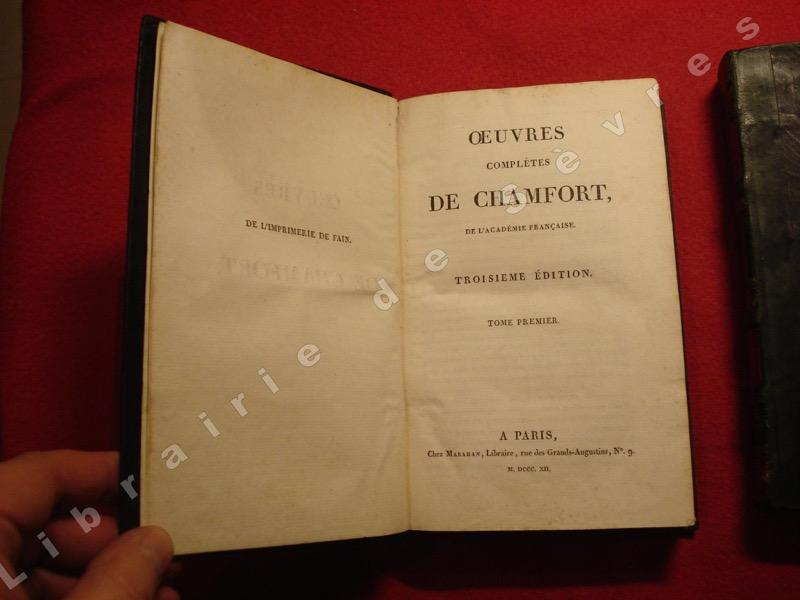 DE L'IMPRIMERIE DE FAIN.
ŒUVRES
COMPLÈTES
DE CHAMFORT,
DE L'ACADÉMIE FRANÇAISE.
TROISIEME ÉDITION.
TOME PREMIER.
A PARIS,
Chez MARADAN, Libraire, rue des Grands-Augustins, N°. 9.
M. DCCC. XII.
Librairie de sèvres